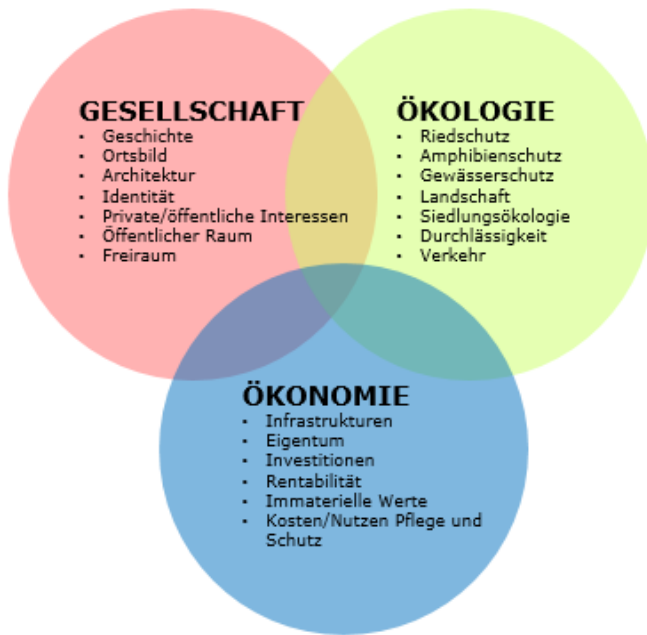 GESELLSCHAFT
• Geschichte
• Ortsbild
• Architektur
• Identität
• Private/öffentliche Interessen
• Öffentlicher Raum
• Freiraum
ÖKOLOGIE
• Riedschutz
• Amphibienschutz
• Gewässerschutz
• Landschaft
• Siedlungsökologie
• Durchlässigkeit
• Verkehr
ÖKONOMIE
• Infrastrukturen
• Eigentum
• Investitionen
• Rentabilität
• Immaterielle Werte
• Kosten/Nutzen Pflege und
Schutz